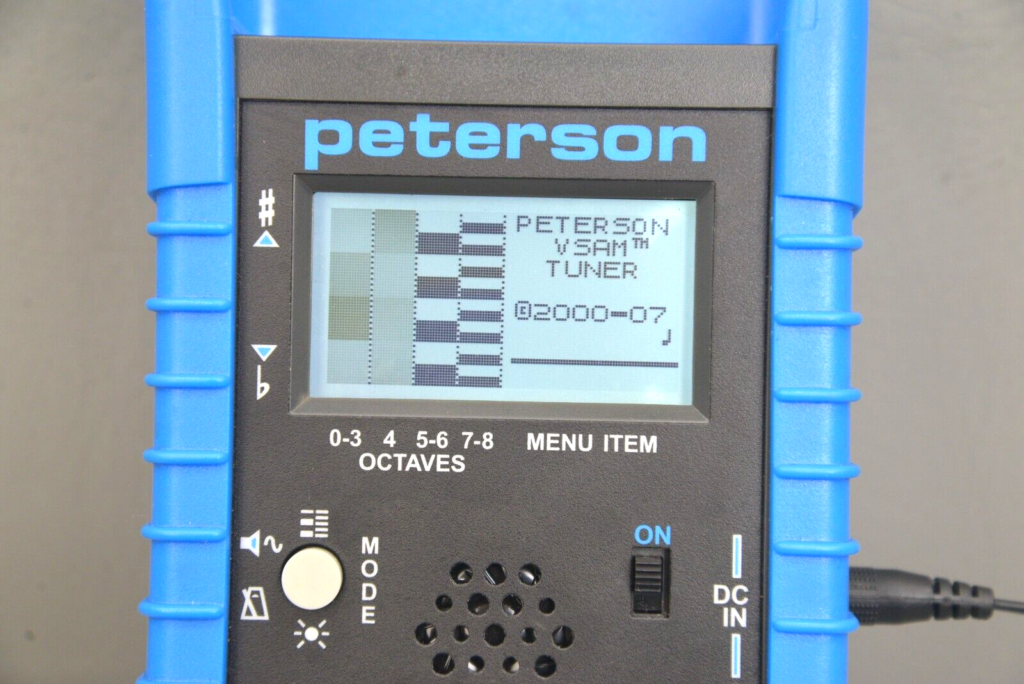 peterson
PETERSON
VSAM™
TUNER
©2000-07
0-3 4 5-6 7-8 MENU ITEM
OCTAVES
ON
MODE
DC
IN